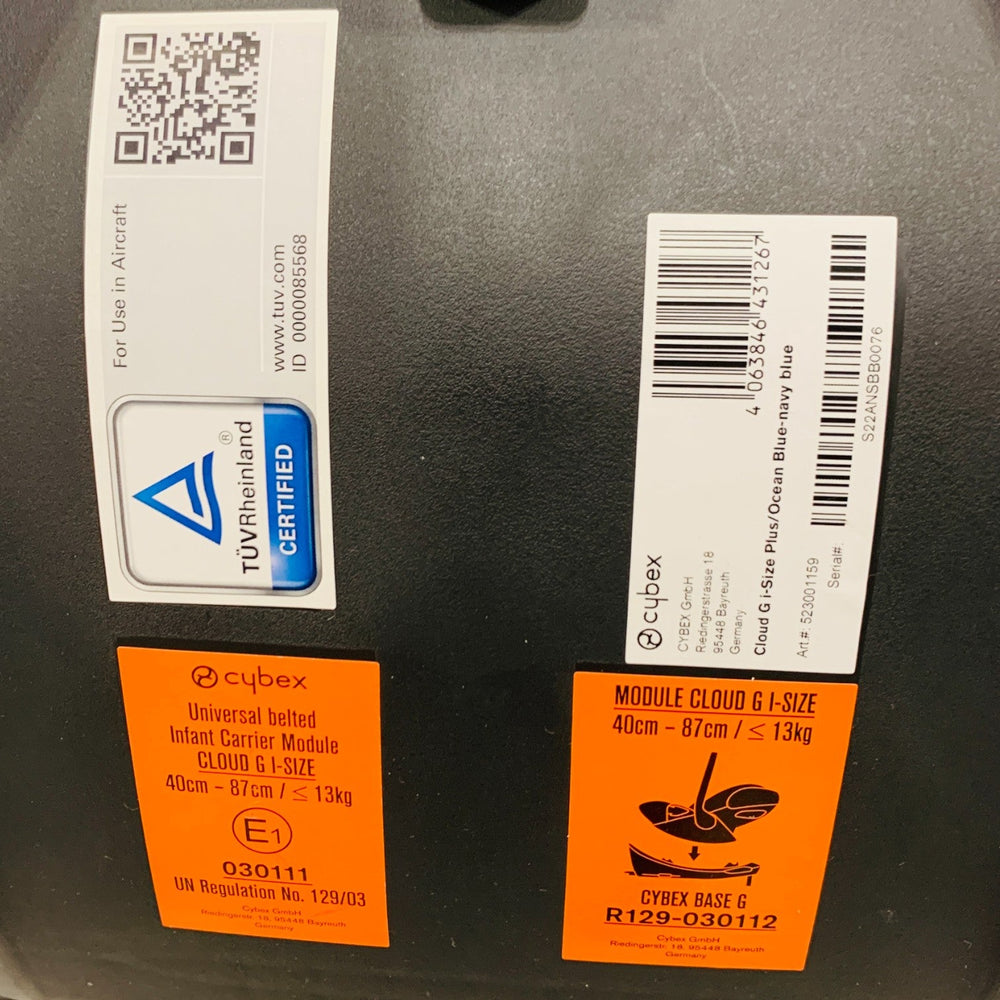 For Use in Aircraft
www.tuv.com
ID 0000085568
TÜVRheinland®
CERTIFIED
4 063846 431267
cybex
CYBEX GmbH
Riedingerstrasse 18
95448 Bayreuth
Germany
Cloud G i-Size Plus/Ocean Blue-navy blue
Art.#: 523001159
Serial#:
S22ANSBB0076
cybex
Universal belted
Infant Carrier Module
CLOUD G I-SIZE
40cm – 87cm / ≤ 13kg
E1
030111
UN Regulation No. 129/03
Cybex GmbH
Riedingerstr. 18, 95448 Bayreuth
Germany
MODULE CLOUD G I-SIZE
40cm – 87cm / ≤ 13kg
CYBEX BASE G
R129-030112
Cybex GmbH
Riedingerstr. 18, 95448 Bayreuth
Germany